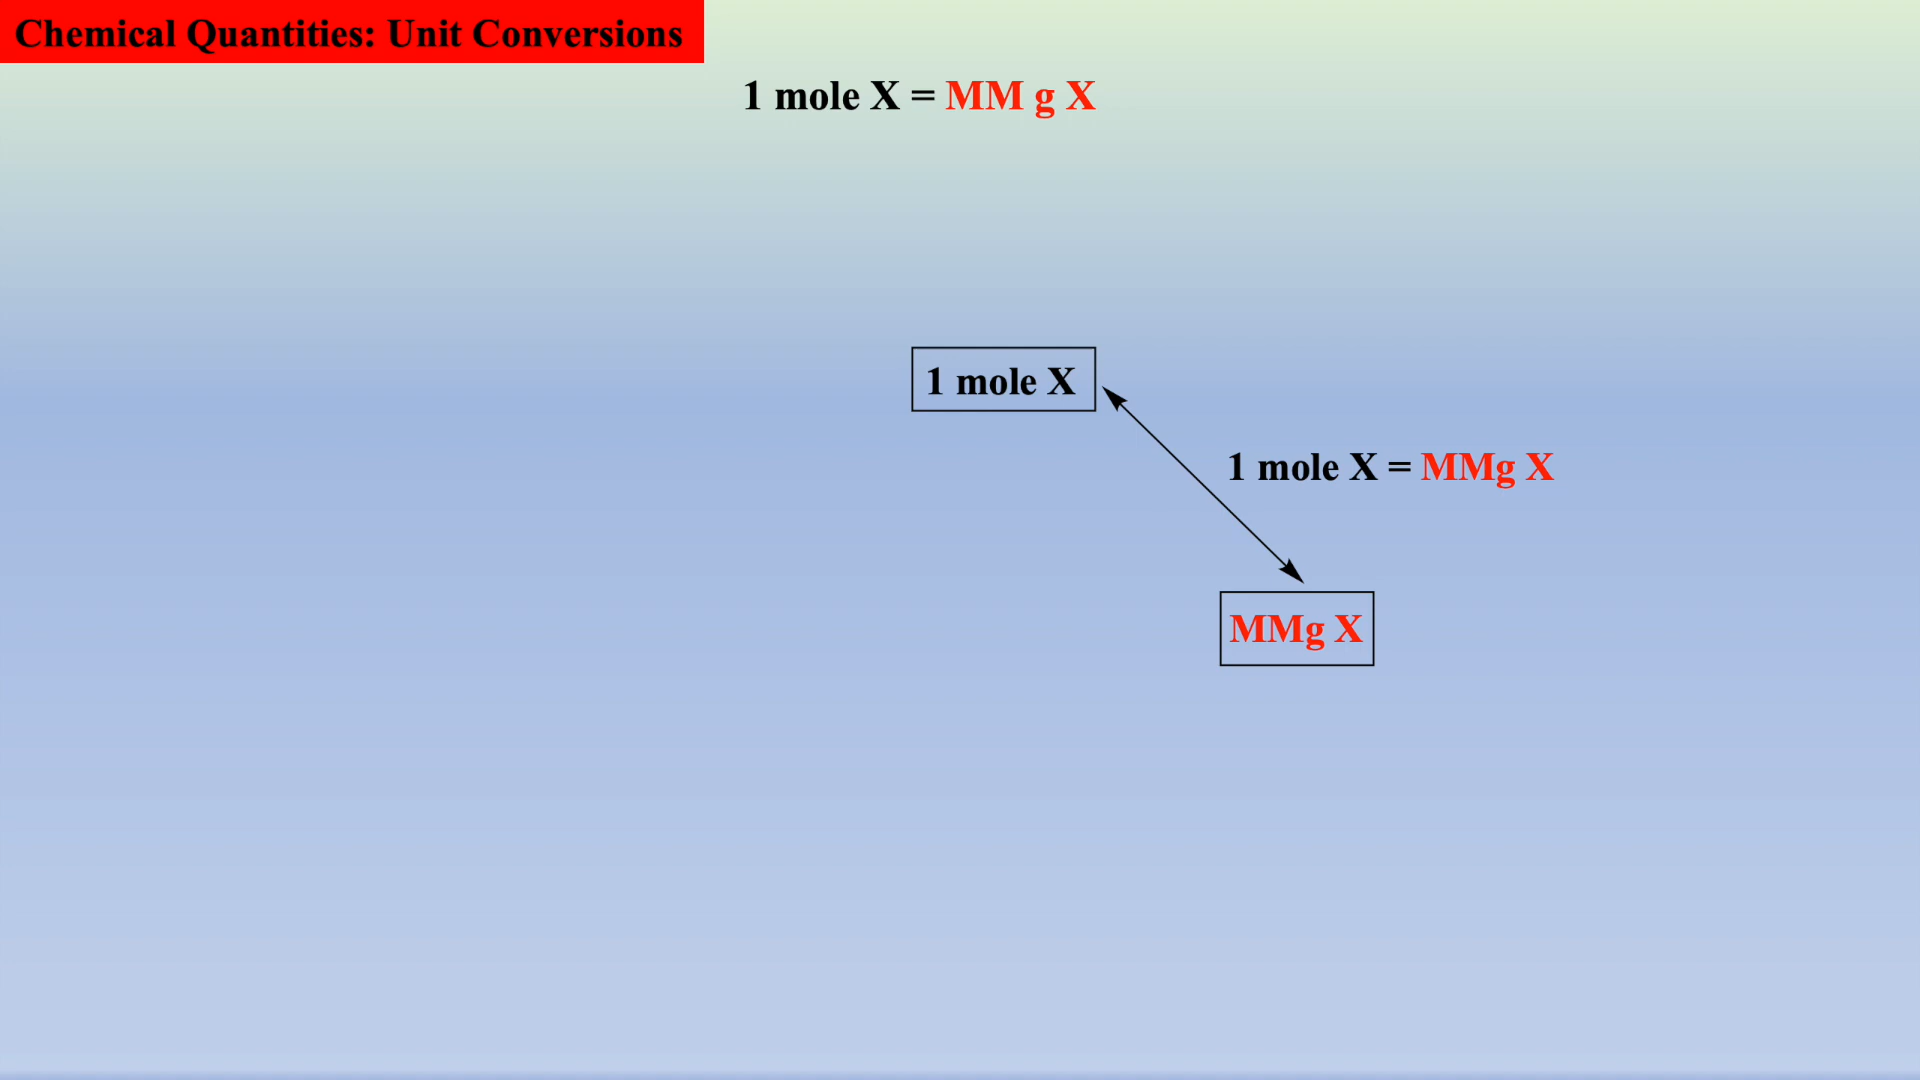 Chemical Quantities: Unit Conversions
1 mole X = MM g X
1 mole X
1 mole X = MMg X
MMg X